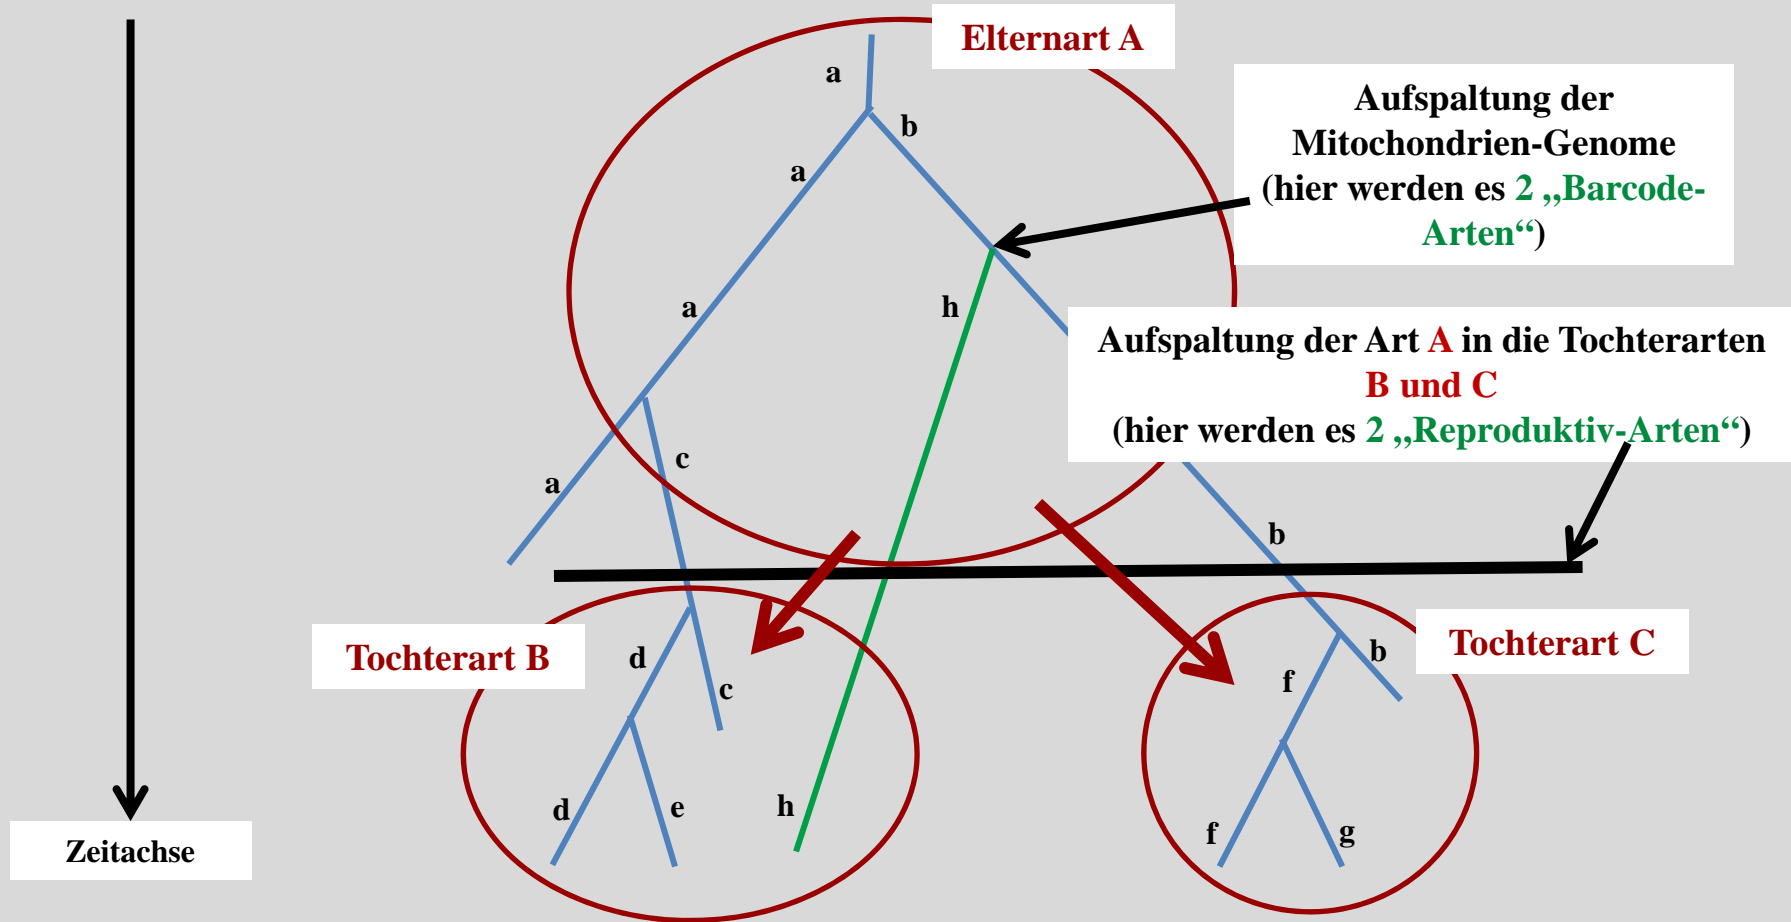 Elternart A
a
b
Aufspaltung der
Mitochondrien-Genome
(hier werden es 2 „Barcode-
Arten“)
a
a
h
Aufspaltung der Art A in die Tochterarten
B und C
(hier werden es 2 „Reproduktiv-Arten“)
c
a
b
Tochterart B
Tochterart C
d
c
f
b
d
e
h
f
g
Zeitachse